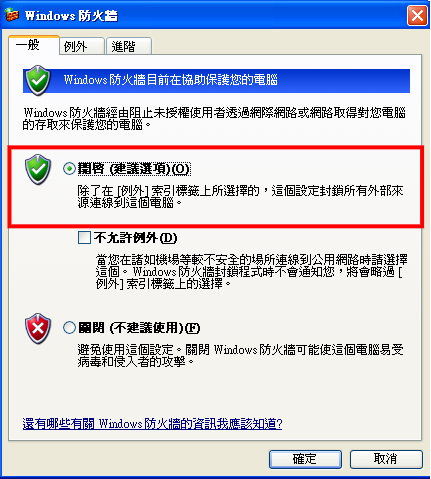 Windows 防火牆
一般
例外
進階
Windows 防火牆目前在協助保護您的電腦
Windows 防火牆經由阻止未授權使用者透過網際網路或網路取得對您電腦
的存取來保護您的電腦。
開啓 (建議選項)(O)
除了在 [例外] 索引標籤上所選擇的，這個設定封鎖所有外部來
源連線到這個電腦。
不允許例外(D)
當您在諸如機場等較不安全的場所連線到公用網路時請選擇
這個。Windows 防火牆封鎖程式時不會通知您，將會略過 [
例外] 索引標籤上的選擇。
關閉 (不建議使用)(F)
避免使用這個設定。關閉 Windows 防火牆可能使這個電腦易受
病毒和侵入者的攻擊。
還有哪些有關 Windows 防火牆的資訊我應該知道?
確定
取消